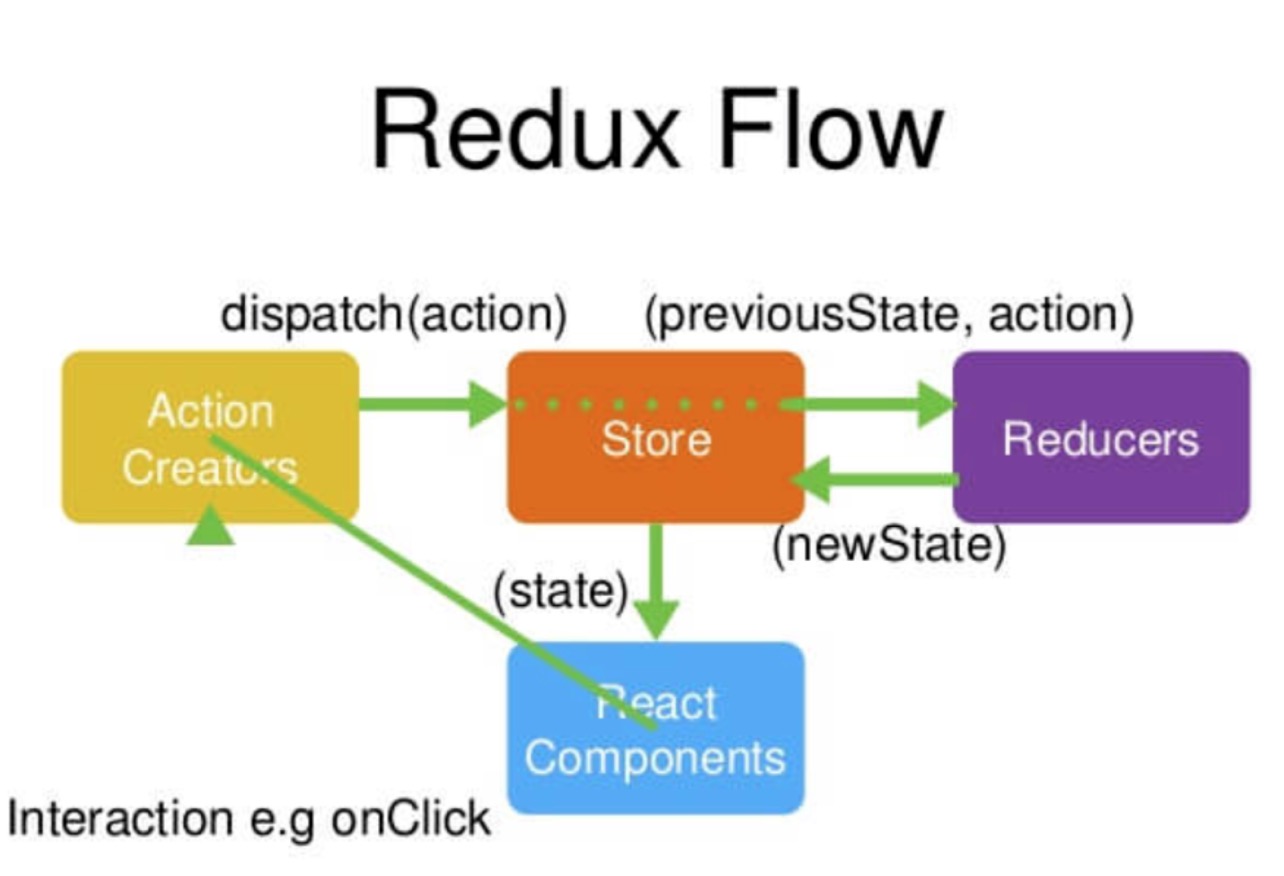 Redux Flow
dispatch(action)
(previousState, action)
Action
Creators
Store
Reducers
(newState)
(state)
React
Components
Interaction e.g onClick